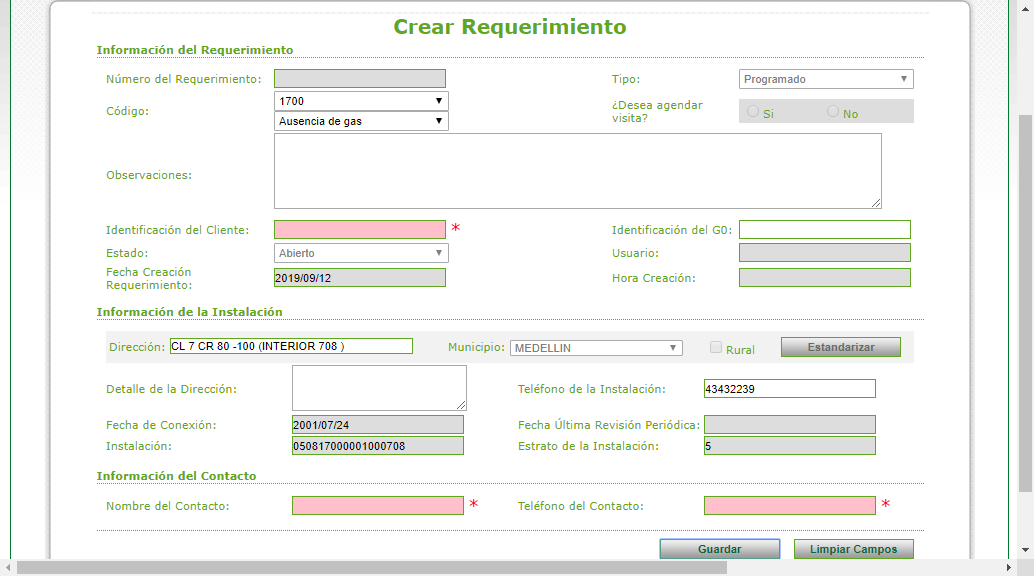 Crear Requerimiento
Información del Requerimiento
Número del Requerimiento:
Tipo: Programado
Código: 1700
Ausencia de gas
¿Desea agendar
visita? Si No
Observaciones:
Identificación del Cliente: *
Identificación del G0:
Estado: Abierto
Usuario:
Fecha Creación
Requerimiento: 2019/09/12
Hora Creación:
Información de la Instalación
Dirección: CL 7 CR 80 -100 (INTERIOR 708 ) Municipio: MEDELLIN Rural Estandarizar
Detalle de la Dirección:
Teléfono de la Instalación: 43432239
Fecha de Conexión: 2001/07/24
Fecha Última Revisión Periódica:
Instalación: 050817000001000708
Estrato de la Instalación: 5
Información del Contacto
Nombre del Contacto: *
Teléfono del Contacto: *
Guardar Limpiar Campos